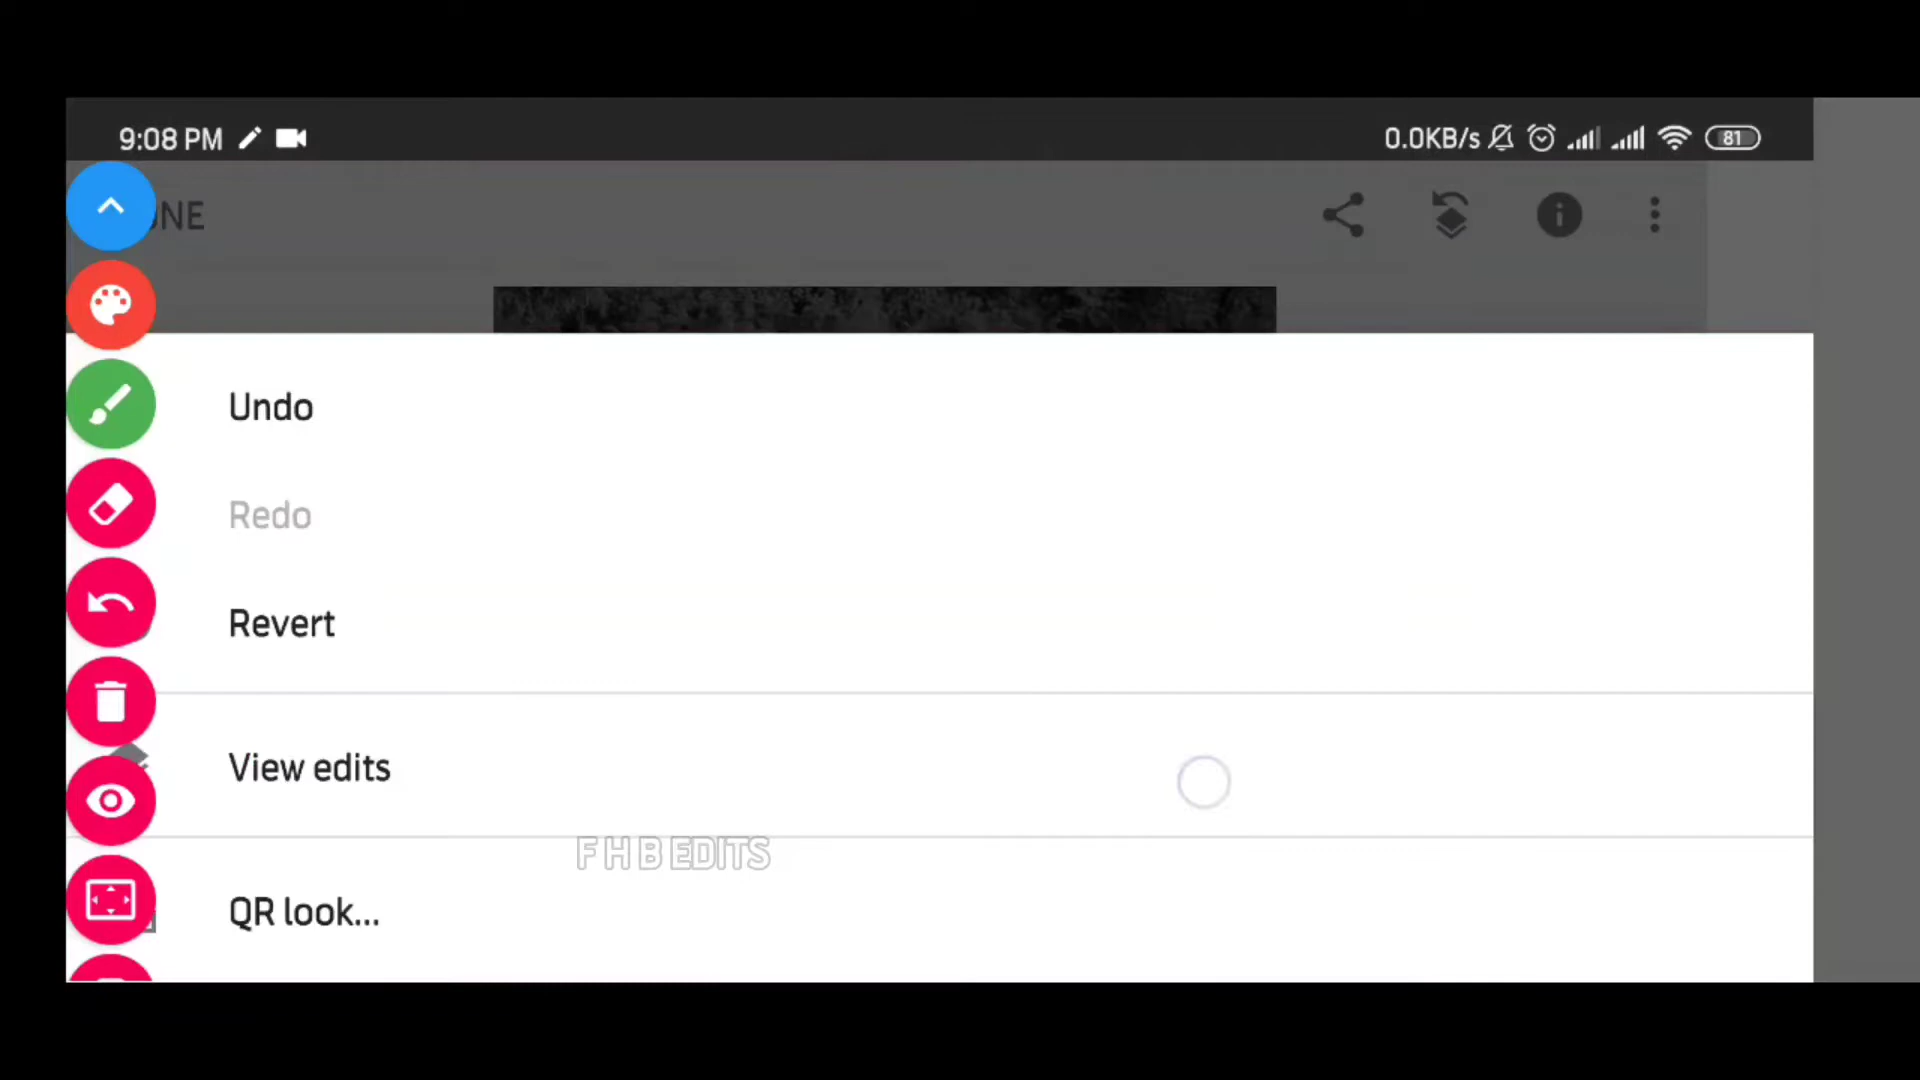 9:08 PM
0.0KB/s
81
NE
Undo
Redo
Revert
View edits
F H B EDITS
QR look...